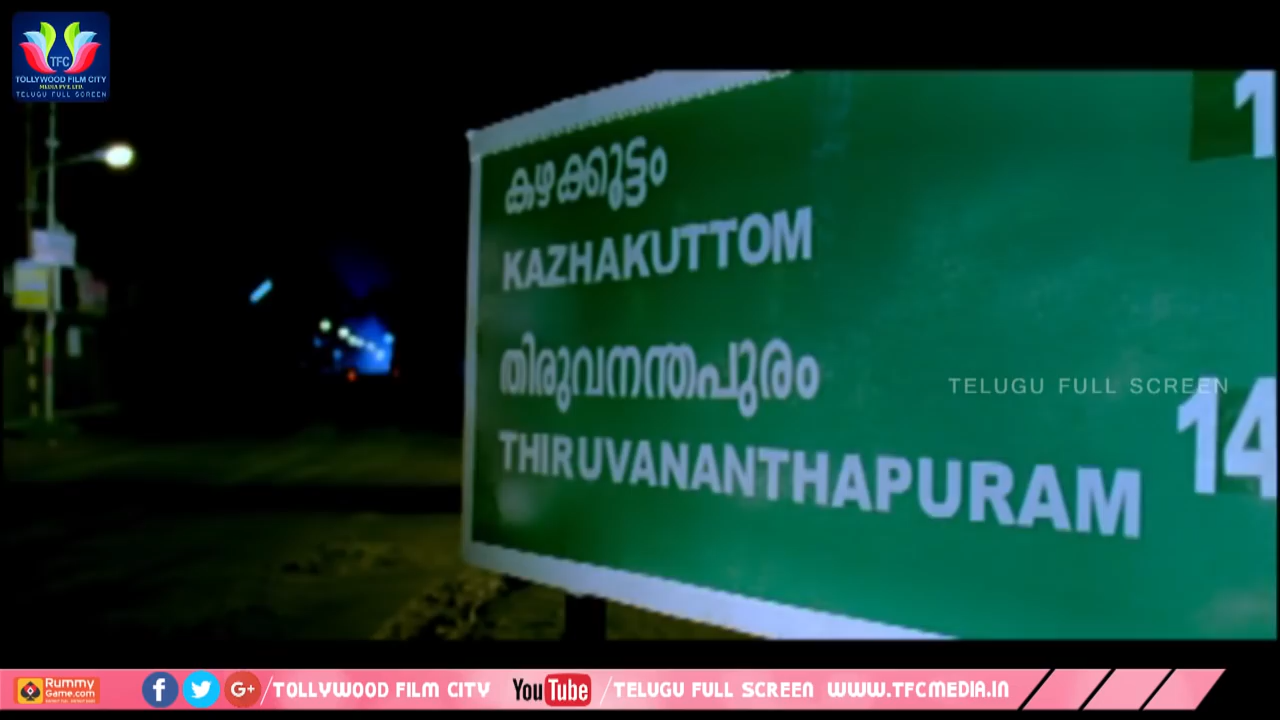 TFC
TOLLYWOOD FILM CITY
MEDIA PVT. LTD.
TELUGU FULL SCREEN
കഴക്കൂട്ടം
1
KAZHAKUTTOM
തിരുവനന്തപുരം
TELUGU FULL SCREEN
14
THIRUVANANTHAPURAM
Rummy
Game.com
f G+ / TOLLYWOOD FILM CITY YouTube / TELUGU FULL SCREEN WWW.TFCMEDIA.IN